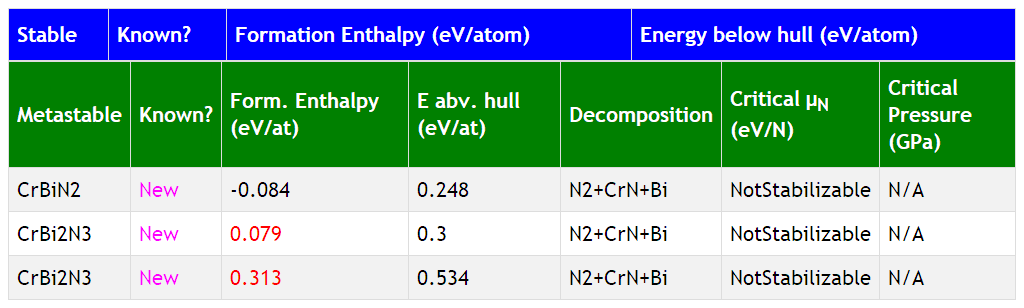 Stable Known? Formation Enthalpy (eV/atom) Energy below hull (eV/atom)
Metastable Known? Form. Enthalpy (eV/at) E abv. hull (eV/at) Decomposition Critical μN (eV/N) Critical Pressure (GPa)
CrBiN2 New -0.084 0.248 N2+CrN+Bi NotStabilizable N/A
CrBi2N3 New 0.079 0.3 N2+CrN+Bi NotStabilizable N/A
CrBi2N3 New 0.313 0.534 N2+CrN+Bi NotStabilizable N/A